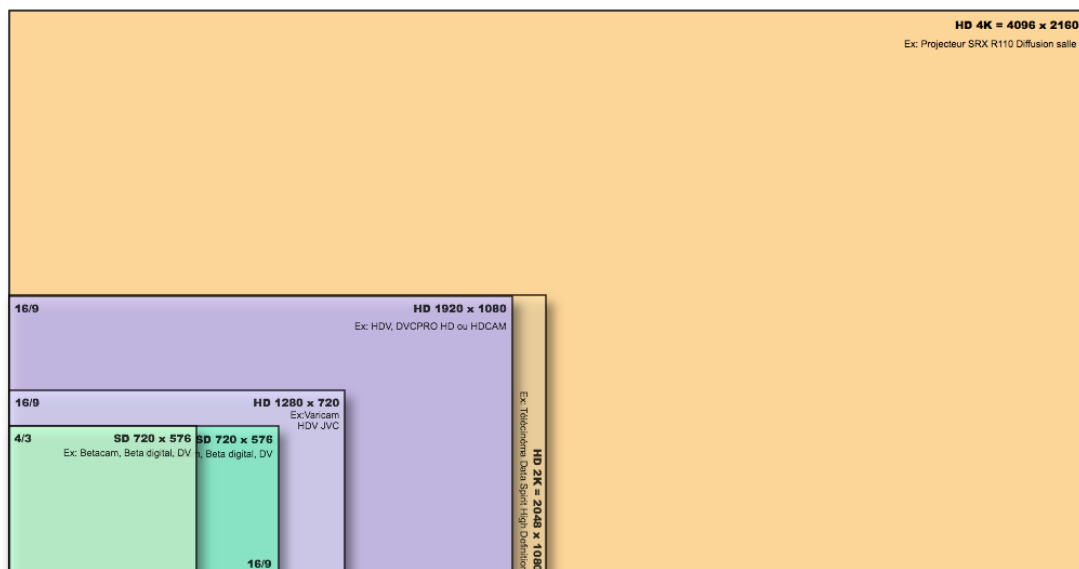 HD 4K = 4096 x 2160
Ex: Projecteur SRX R110 Diffusion salle
16/9
HD 1920 x 1080
Ex: HDV, DVCPRO HD ou HDCAM
16/9
HD 1280 x 720
Ex:Varicam
HDV JVC
4/3
SD 720 x 576
Ex: Betacam, Beta digital, DV
SD 720 x 576
, Beta digital, DV
16/9
Ex: Télécinéma Data Spirit High Definition
HD 2K = 2048 x 1080